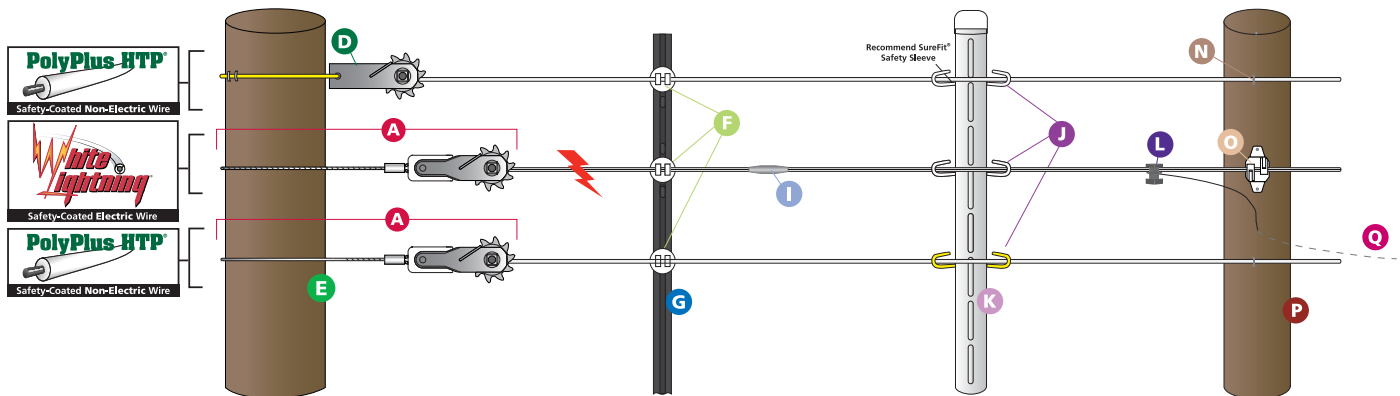 PolyPlus HTP®
Safety-Coated Non-Electric Wire
White Lightning™
Safety-Coated Electric Wire
PolyPlus HTP®
Safety-Coated Non-Electric Wire
D
A
A
E
F
G
I
Recommend SureFit®
Safety Sleeve
J
K
L
N
O
P
Q